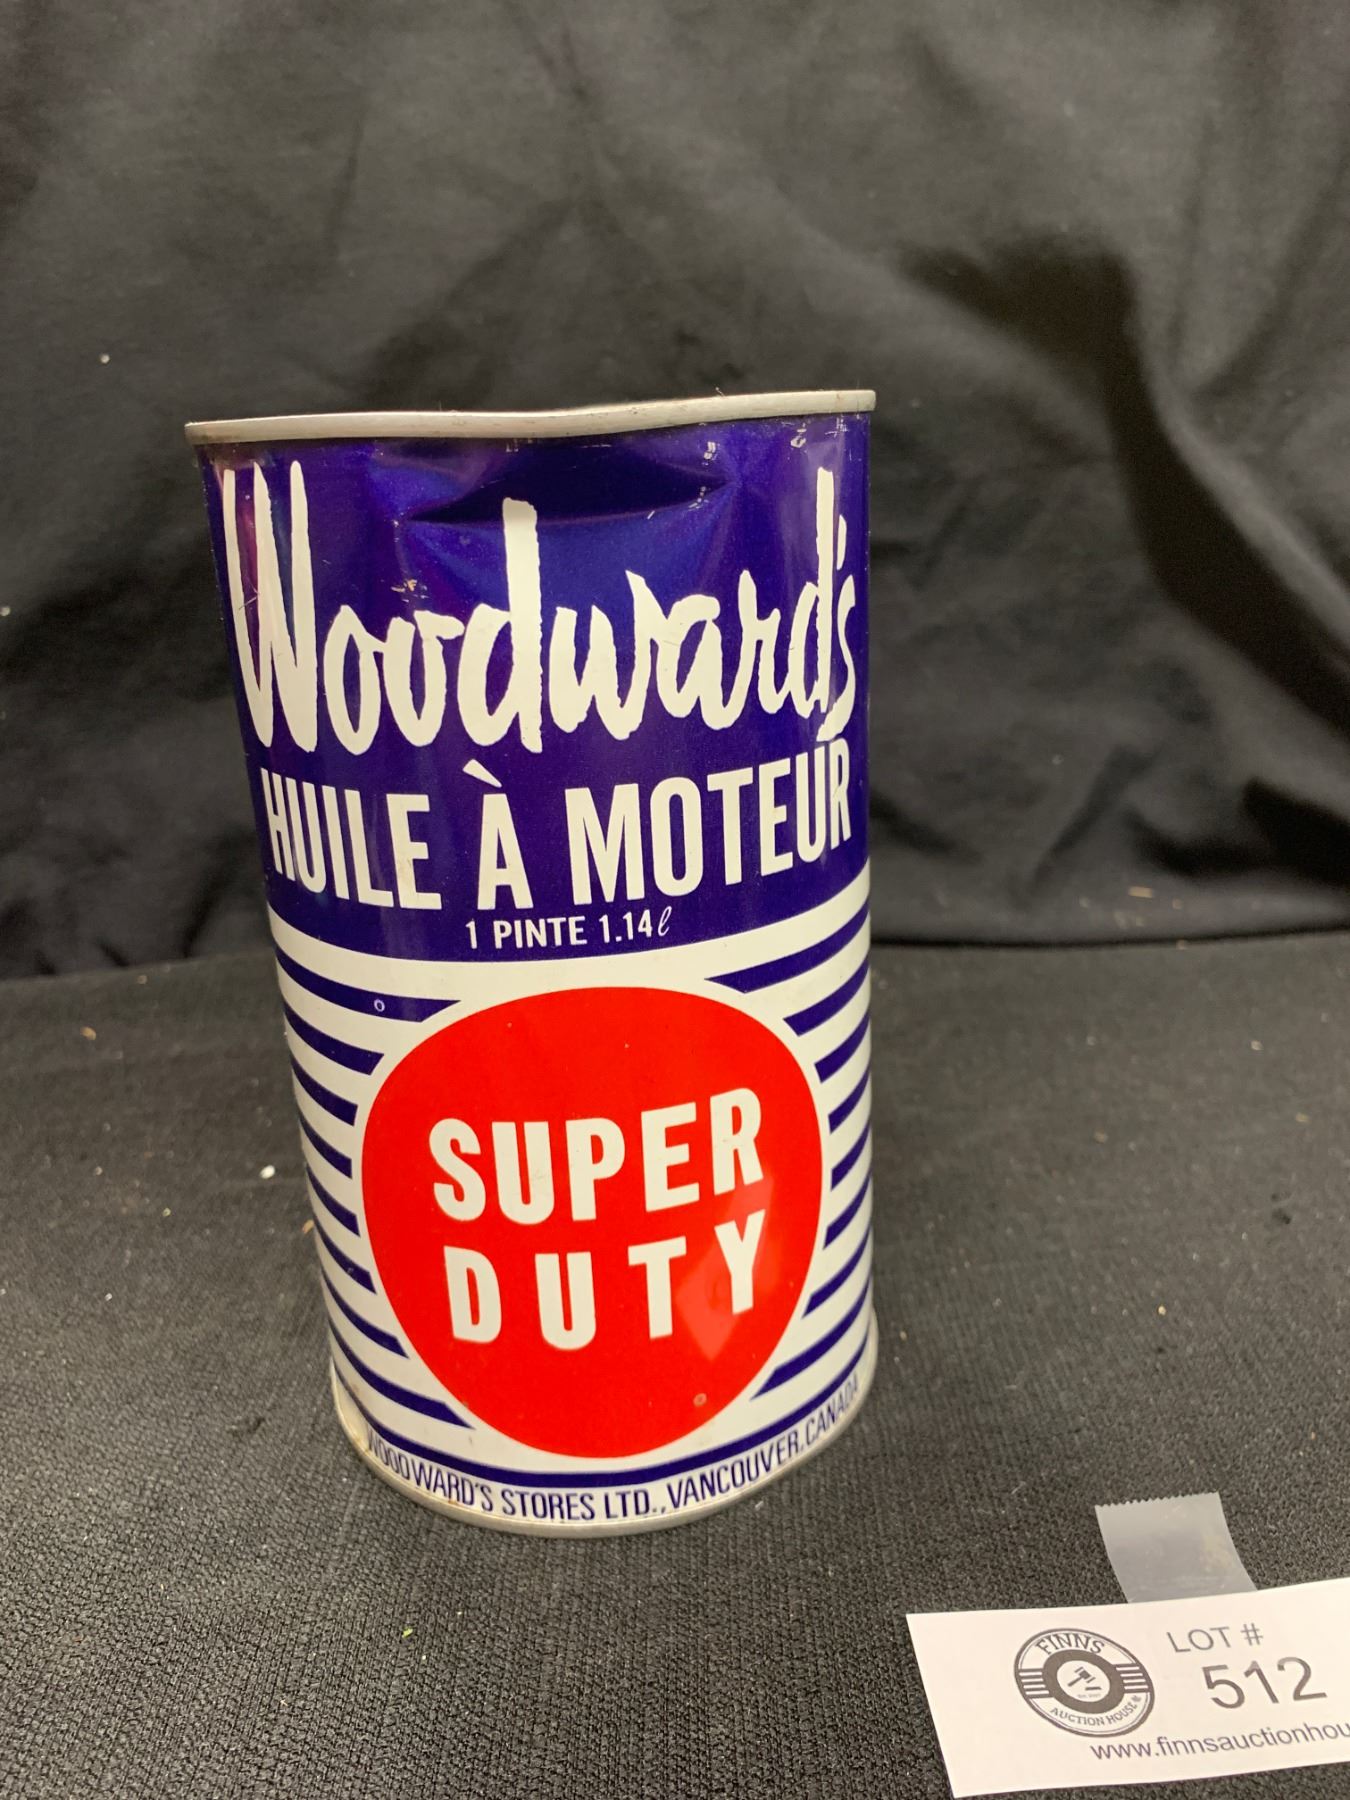 Woodward's
HUILE À MOTEUR
1 PINTE 1.14ℓ
SUPER
DUTY
WOODWARD'S STORES LTD., VANCOUVER, CANADA
FINNS
AUCTION HOUSE
LOT #
512
www.finnsauctionhou